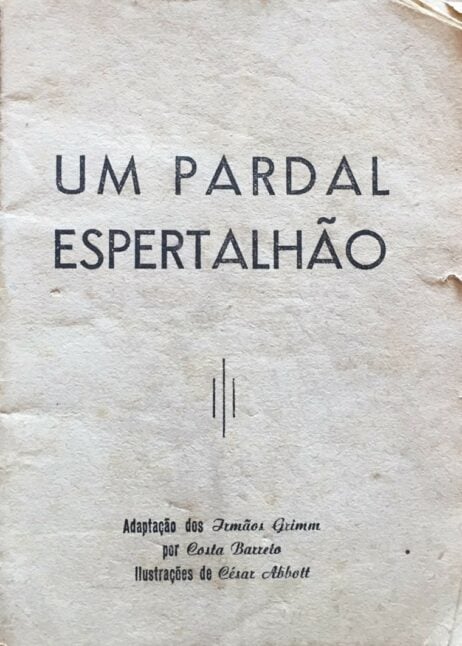 UM PARDAL
ESPERTALHÃO
Adaptação dos Irmãos Grimm
por Costa Barreto
Ilustrações de César Abbott